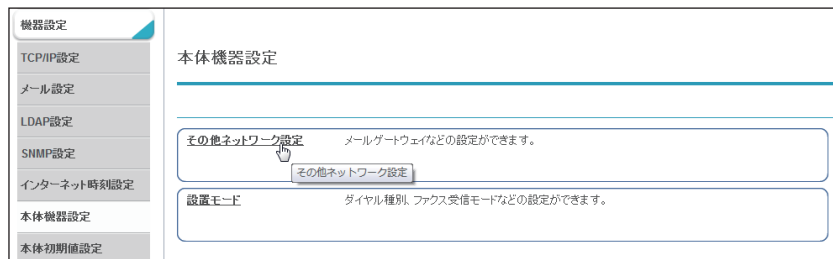 機器設定
TCP/IP設定
メール設定
LDAP設定
SNMP設定
インターネット時刻設定
本体機器設定
本体初期値設定
本体機器設定
その他ネットワーク設定 メールゲートウェイなどの設定ができます。
その他ネットワーク設定
設置モード ダイヤル種別、ファクス受信モードなどの設定ができます。